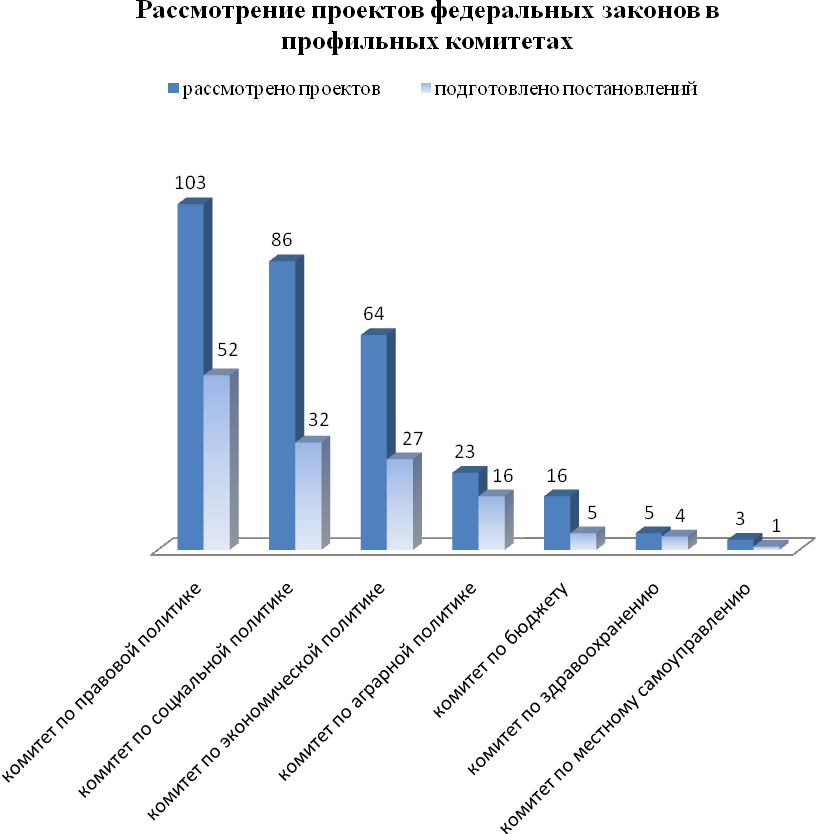 Рассмотрение проектов федеральных законов в
профильных комитетах
рассмотрено проектов
подготовлено постановлений
103
52
86
32
64
27
23
16
16
5
5
4
3
1
комитет по правовой политике
комитет по социальной политике
комитет по экономической политике
комитет по аграрной политике
комитет по бюджету
комитет по здравоохранению
комитет по местному самоуправлению